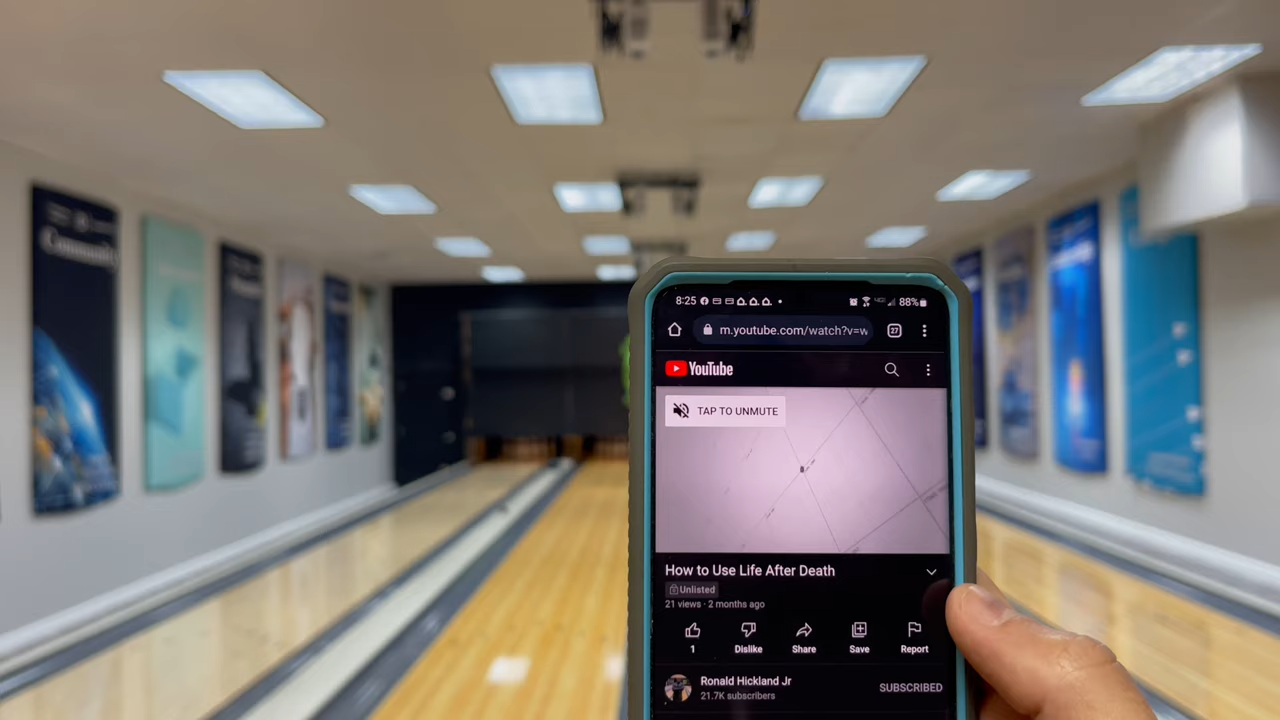 Community
8:25
88%
m.youtube.com/watch?v=w
27
YouTube
TAP TO UNMUTE
How to Use Life After Death
Unlisted
21 views · 2 months ago
1
Dislike
Share
Save
Report
Ronald Hickland Jr
SUBSCRIBED
21.7K subscribers